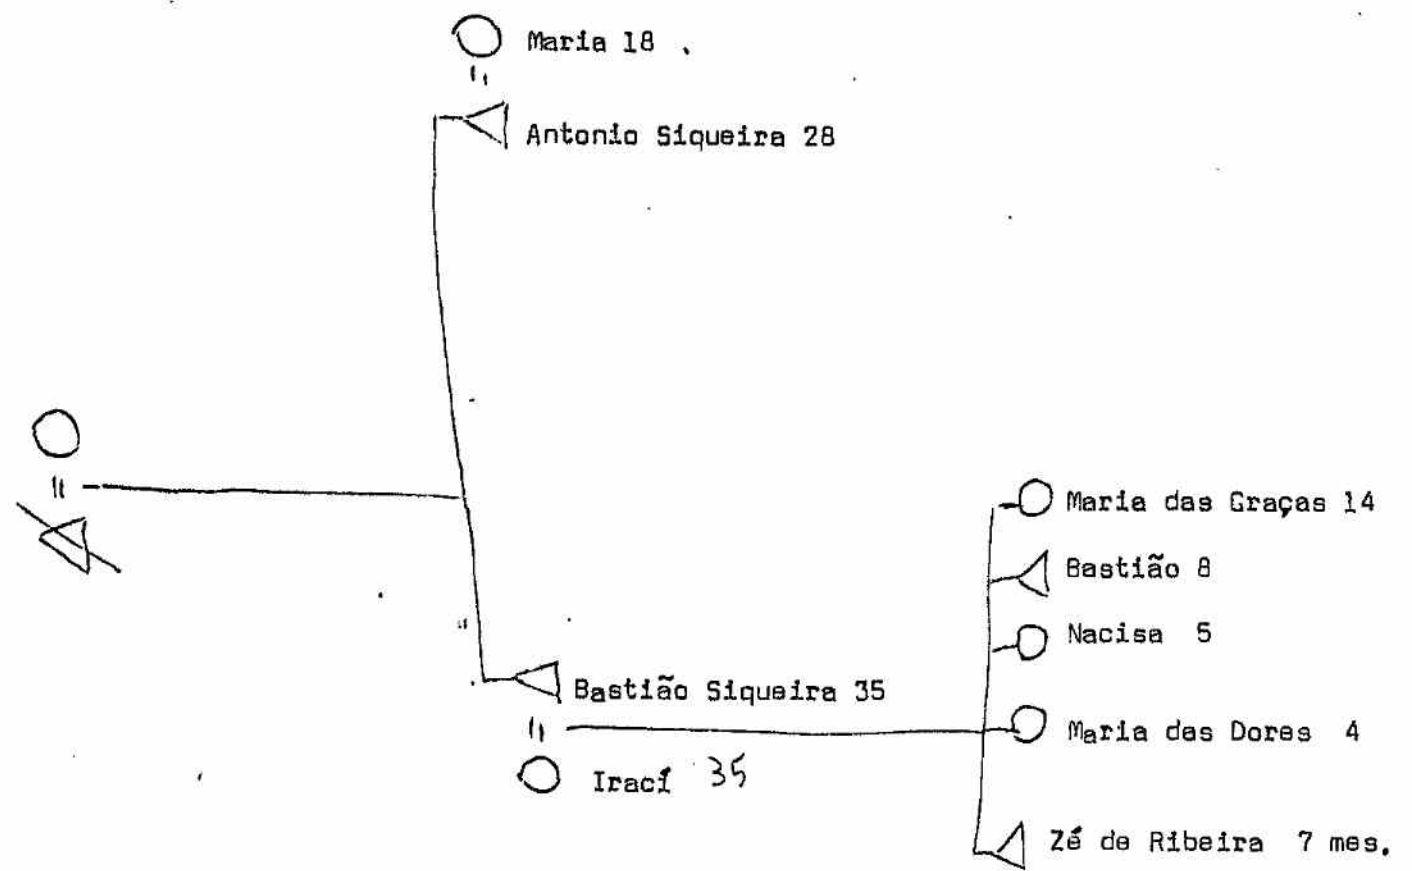 Maria 18
Antonio Siqueira 28
Maria das Graças 14
Bastião 8
Nacisa 5
Bastião Siqueira 35
Maria das Dores 4
Iraci 35
Zé de Ribeira 7 mes.